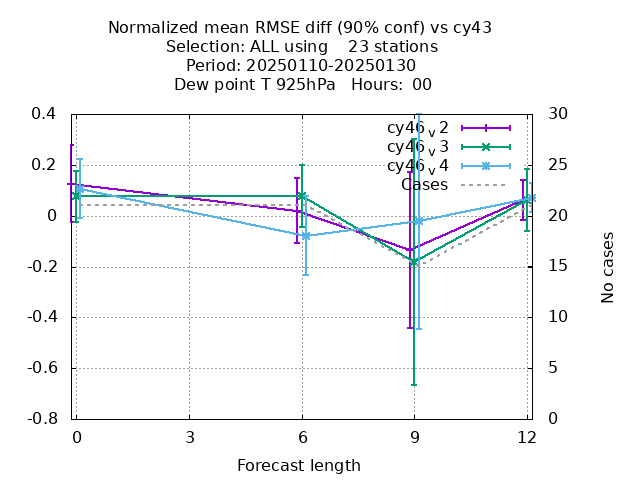 Normalized mean RMSE diff (90% conf) vs cy43
Selection: ALL using 23 stations
Period: 20250110-20250130
Dew point T 925hPa Hours: 00
0.4
0.2
0
-0.2
-0.4
-0.6
-0.8
30
25
20
15
10
5
0
cy46_v2
cy46_v3
cy46_v4
Cases
No cases
0 3 6 9 12
Forecast length